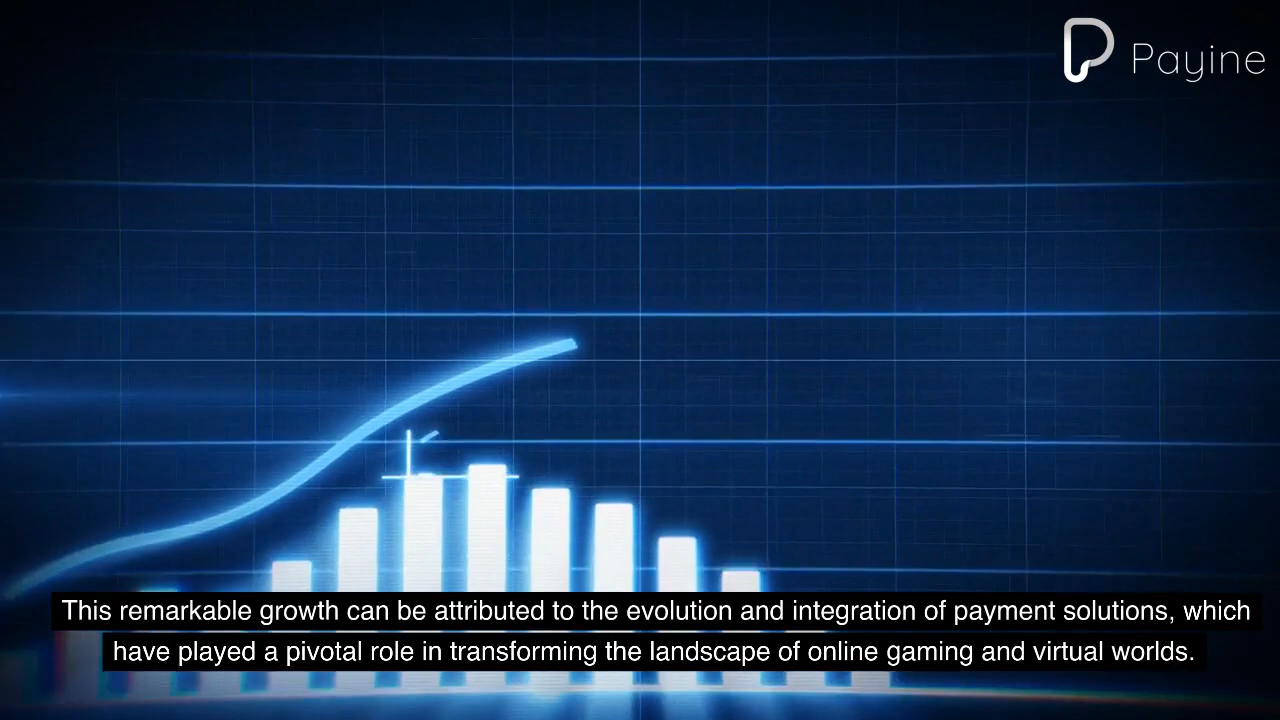 Payine
This remarkable growth can be attributed to the evolution and integration of payment solutions, which
have played a pivotal role in transforming the landscape of online gaming and virtual worlds.